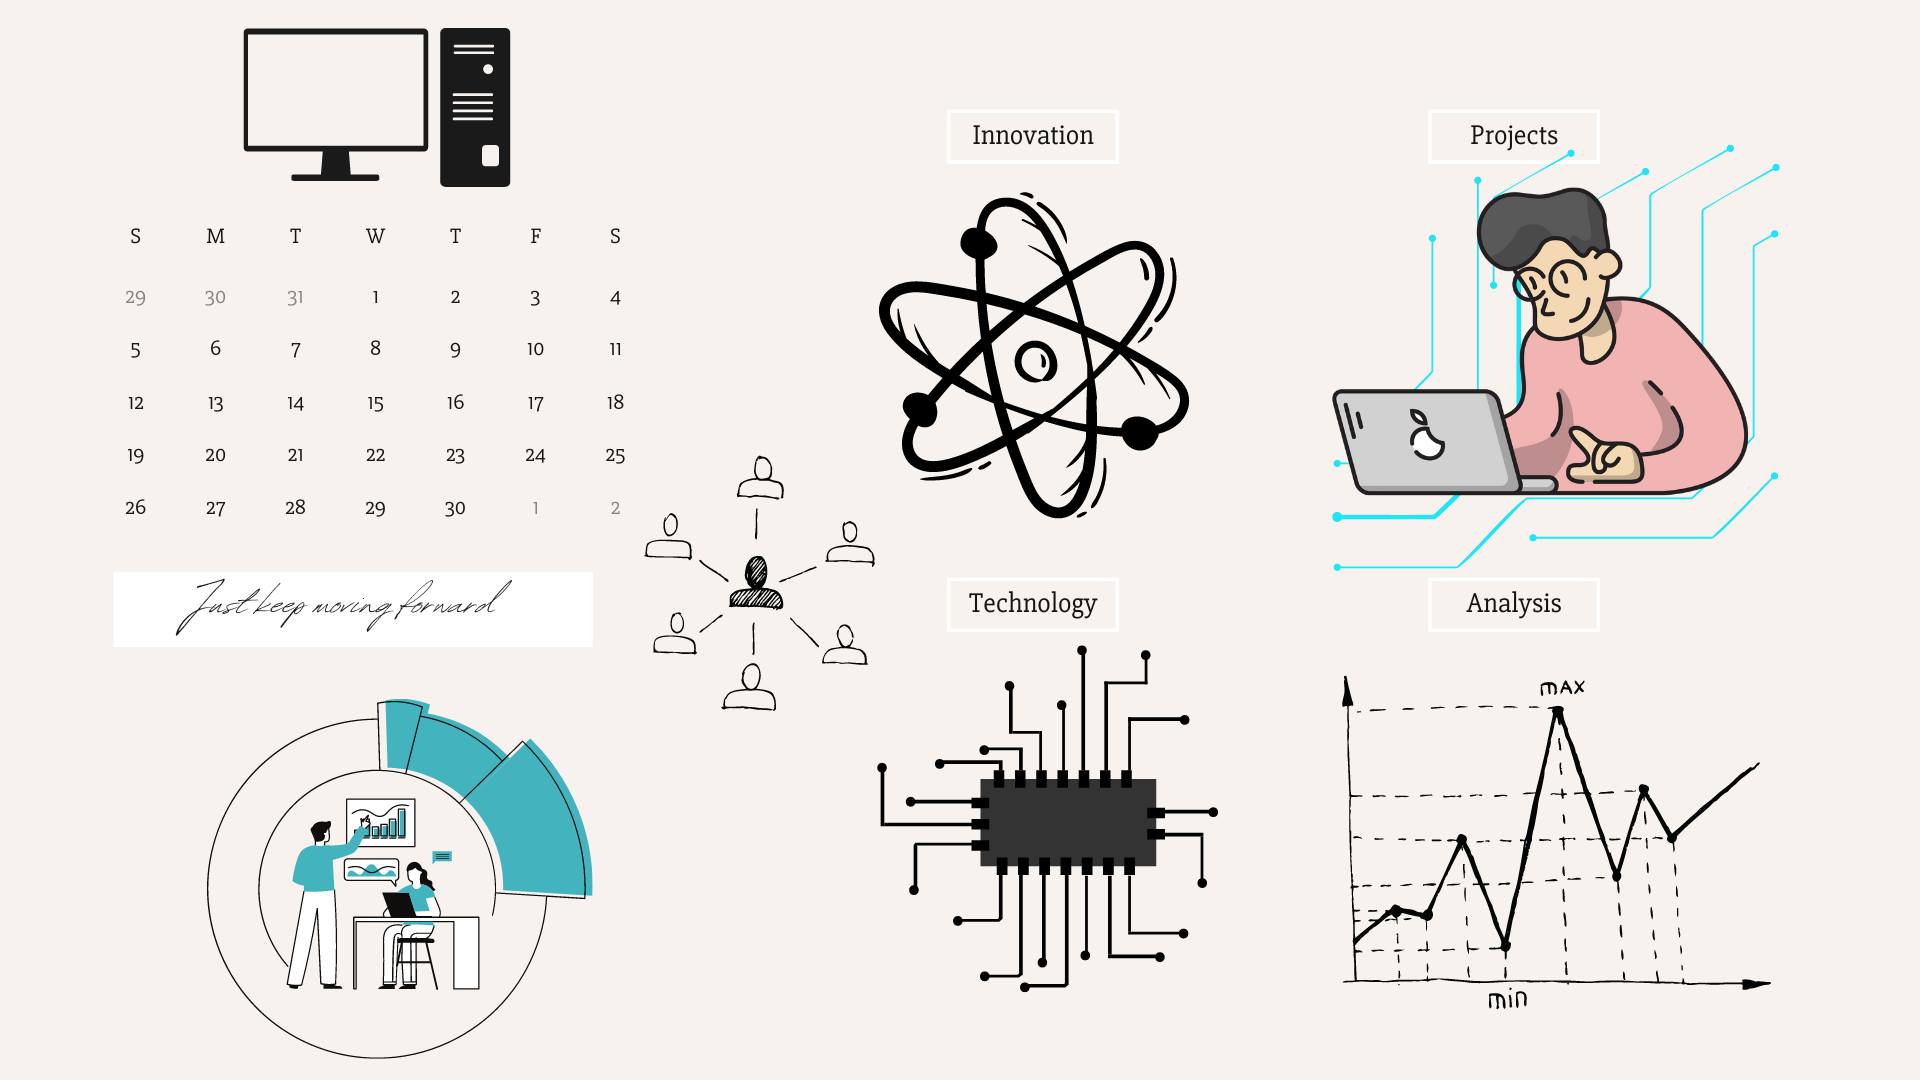 S M T W T F S
29 30 31 1 2 3 4
5 6 7 8 9 10 11
12 13 14 15 16 17 18
19 20 21 22 23 24 25
26 27 28 29 30 1 2
Just keep moving forward
Innovation
Projects
Technology
Analysis
max
min